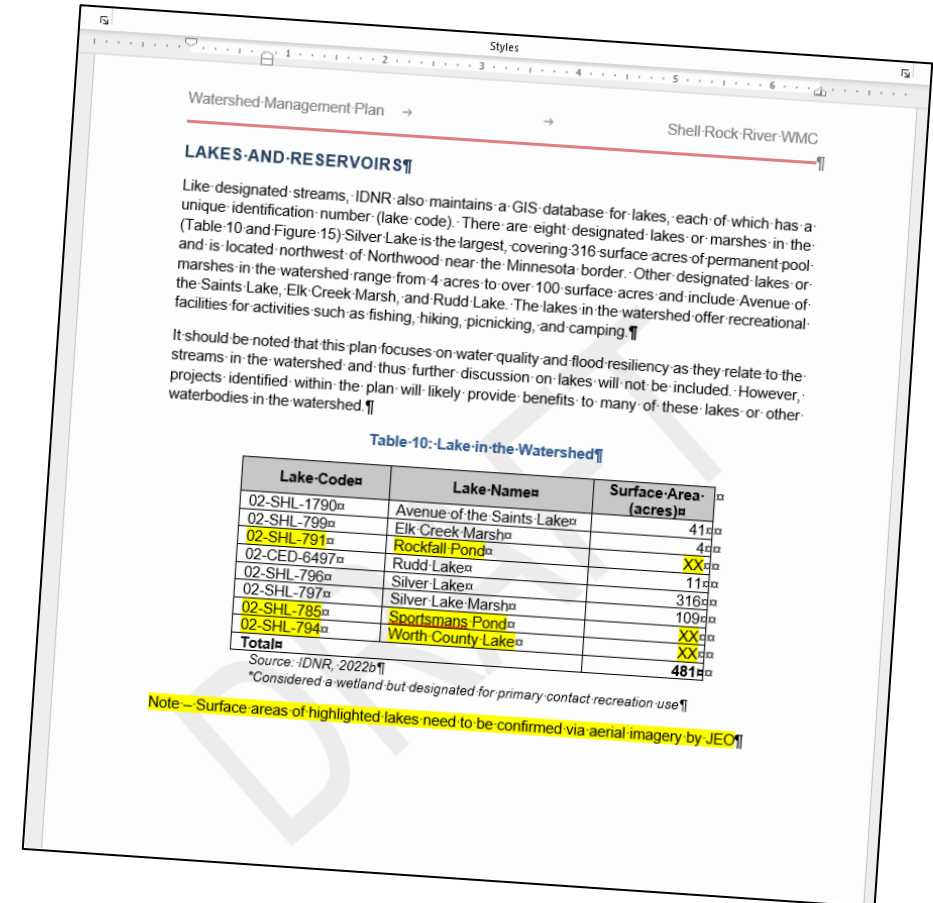 Styles
1 2 3 4 5 6
Watershed Management Plan → → Shell Rock River WMC¶
LAKES AND RESERVOIRS¶
Like designated streams, IDNR also maintains a GIS database for lakes, each of which has a
unique identification number (lake code). There are eight designated lakes or marshes in the
(Table 10 and Figure 15) Silver Lake is the largest, covering 316 surface acres of permanent pool
and is located northwest of Northwood near the Minnesota border. Other designated lakes or
marshes in the watershed range from 4 acres to over 100 surface acres and include Avenue of
the Saints Lake, Elk Creek Marsh, and Rudd Lake. The lakes in the watershed offer recreational
facilities for activities such as fishing, hiking, picnicking, and camping.¶
It should be noted that this plan focuses on water quality and flood resiliency as they relate to the
streams in the watershed and thus further discussion on lakes will not be included. However,
projects identified within the plan will likely provide benefits to many of these lakes or other
waterbodies in the watershed.¶
Table 10: Lake in the Watershed¶
Lake Code¤ Lake Name¤ Surface Area (acres)¤
02-SHL-1790¤ Avenue of the Saints Lake¤ 41¤
02-SHL-799¤ Elk Creek Marsh¤ 4¤
02-SHL-791¤ Rockfall Pond¤ XX¤
02-CED-6497¤ Rudd Lake¤ 11¤
02-SHL-796¤ Silver Lake¤ 316¤
02-SHL-797¤ Silver Lake Marsh¤ 109¤
02-SHL-785¤ Sportsmans Pond¤ XX¤
02-SHL-794¤ Worth County Lake¤ XX¤
Total¤ 481¤
Source: IDNR, 2022b¶
*Considered a wetland but designated for primary contact recreation use¶
Note – Surface areas of highlighted lakes need to be confirmed via aerial imagery by JEO¶
DRAFT